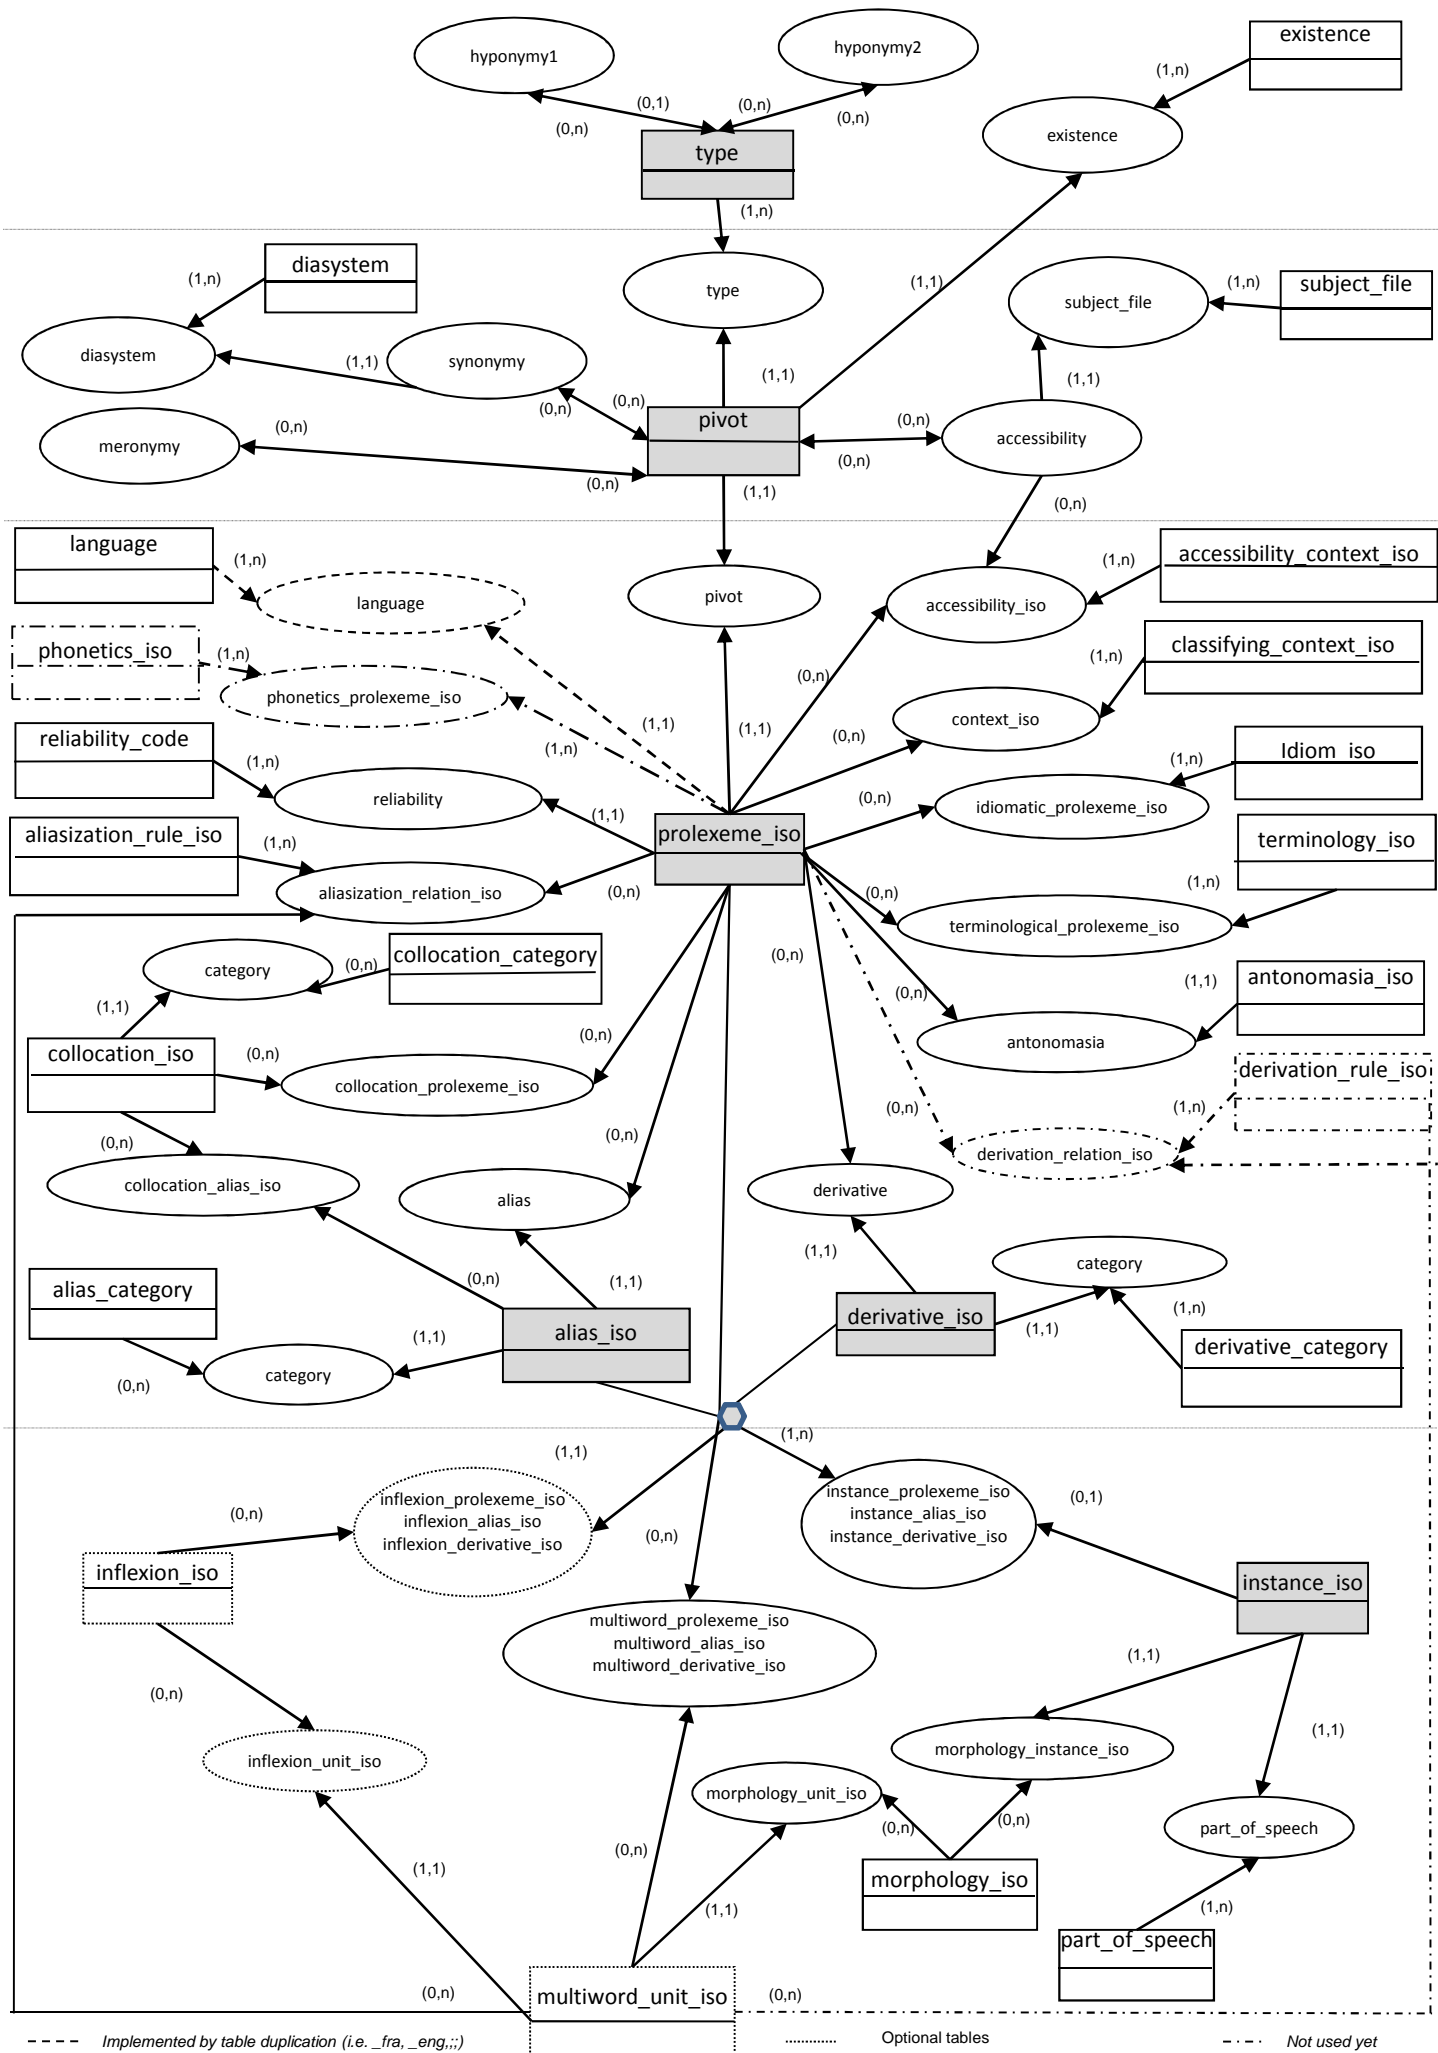 hyponymy1
hyponymy2
existence
(1,n)
(0,1)
(0,n)
(0,n)
(0,n)
existence
type
(1,n)
diasystem
(1,n)
type
(1,1)
subject_file
(1,n)
subject_file
diasystem
(1,1)
synonymy
(1,1)
(1,1)
(0,n)
(0,n)
pivot
(0,n)
accessibility
meronymy
(0,n)
(0,n)
(0,n)
(1,1)
(0,n)
language
(1,n)
language
pivot
accessibility_iso
(1,n)
accessibility_context_iso
phonetics_iso
(1,n)
phonetics_prolexeme_iso
(0,n)
(1,n)
classifying_context_iso
context_iso
(1,1)
(1,1)
(0,n)
(1,n)
reliability_code
(1,n)
reliability
(1,n)
Idiom_iso
(0,n)
idiomatic_prolexeme_iso
(1,1)
prolexeme_iso
aliasization_rule_iso
(1,n)
aliasization_relation_iso
(0,n)
terminology_iso
(1,n)
(0,n)
terminological_prolexeme_iso
category
(0,n)
collocation_category
(0,n)
(1,1)
(0,n)
(1,1)
antonomasia_iso
antonomasia
collocation_iso
(0,n)
collocation_prolexeme_iso
(0,n)
derivation_rule_iso
(1,n)
(0,n)
derivation_relation_iso
(0,n)
collocation_alias_iso
(0,n)
alias
derivative
(1,1)
category
alias_category
(0,n)
(1,1)
alias_iso
derivative_iso
(1,1)
(1,n)
derivative_category
(1,1)
category
(0,n)
(1,1)
(1,n)
(0,n)
inflexion_prolexeme_iso
inflexion_alias_iso
inflexion_derivative_iso
(0,n)
instance_prolexeme_iso
instance_alias_iso
instance_derivative_iso
(0,1)
inflexion_iso
instance_iso
multiword_prolexeme_iso
multiword_alias_iso
multiword_derivative_iso
(1,1)
(0,n)
inflexion_unit_iso
morphology_instance_iso
(1,1)
morphology_unit_iso
(0,n)
(0,n)
part_of_speech
(1,1)
(0,n)
morphology_iso
(1,1)
(1,n)
part_of_speech
(0,n)
multiword_unit_iso
(0,n)
Implemented by table duplication (i.e. _fra, _eng,;;)
Optional tables
Not used yet